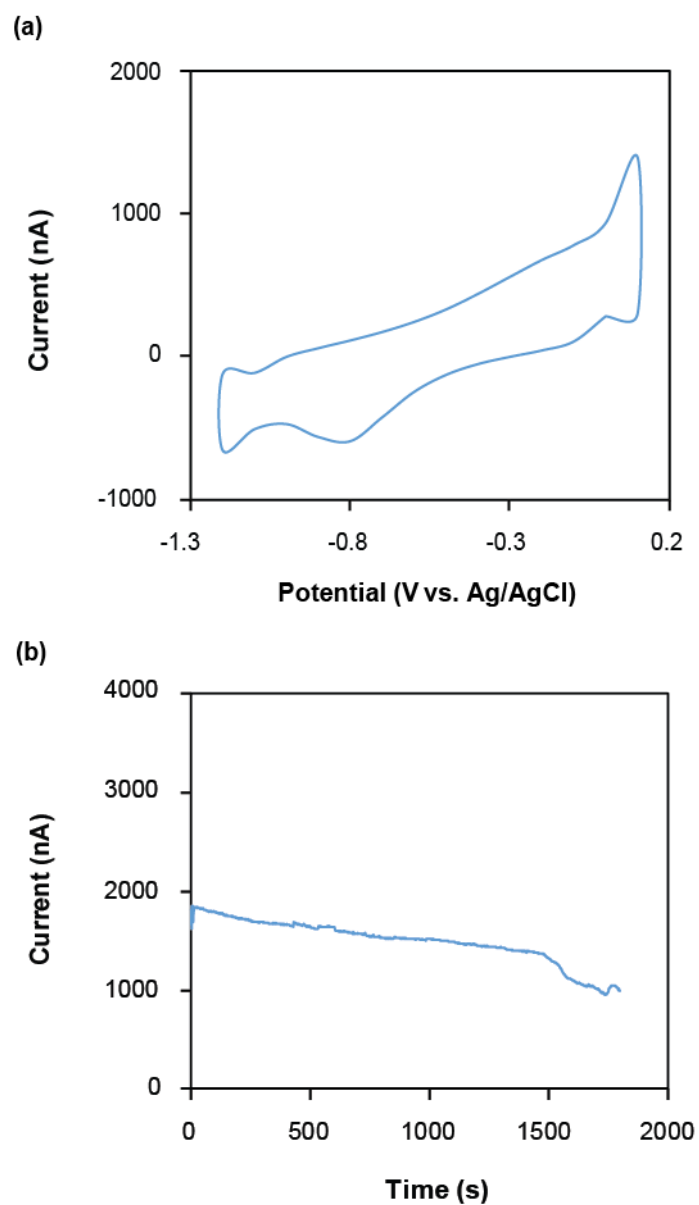 (a)
2000
1000
0
-1000
-1.3 -0.8 -0.3 0.2
Current (nA)
Potential (V vs. Ag/AgCl)
(b)
4000
3000
2000
1000
0
0 500 1000 1500 2000
Current (nA)
Time (s)